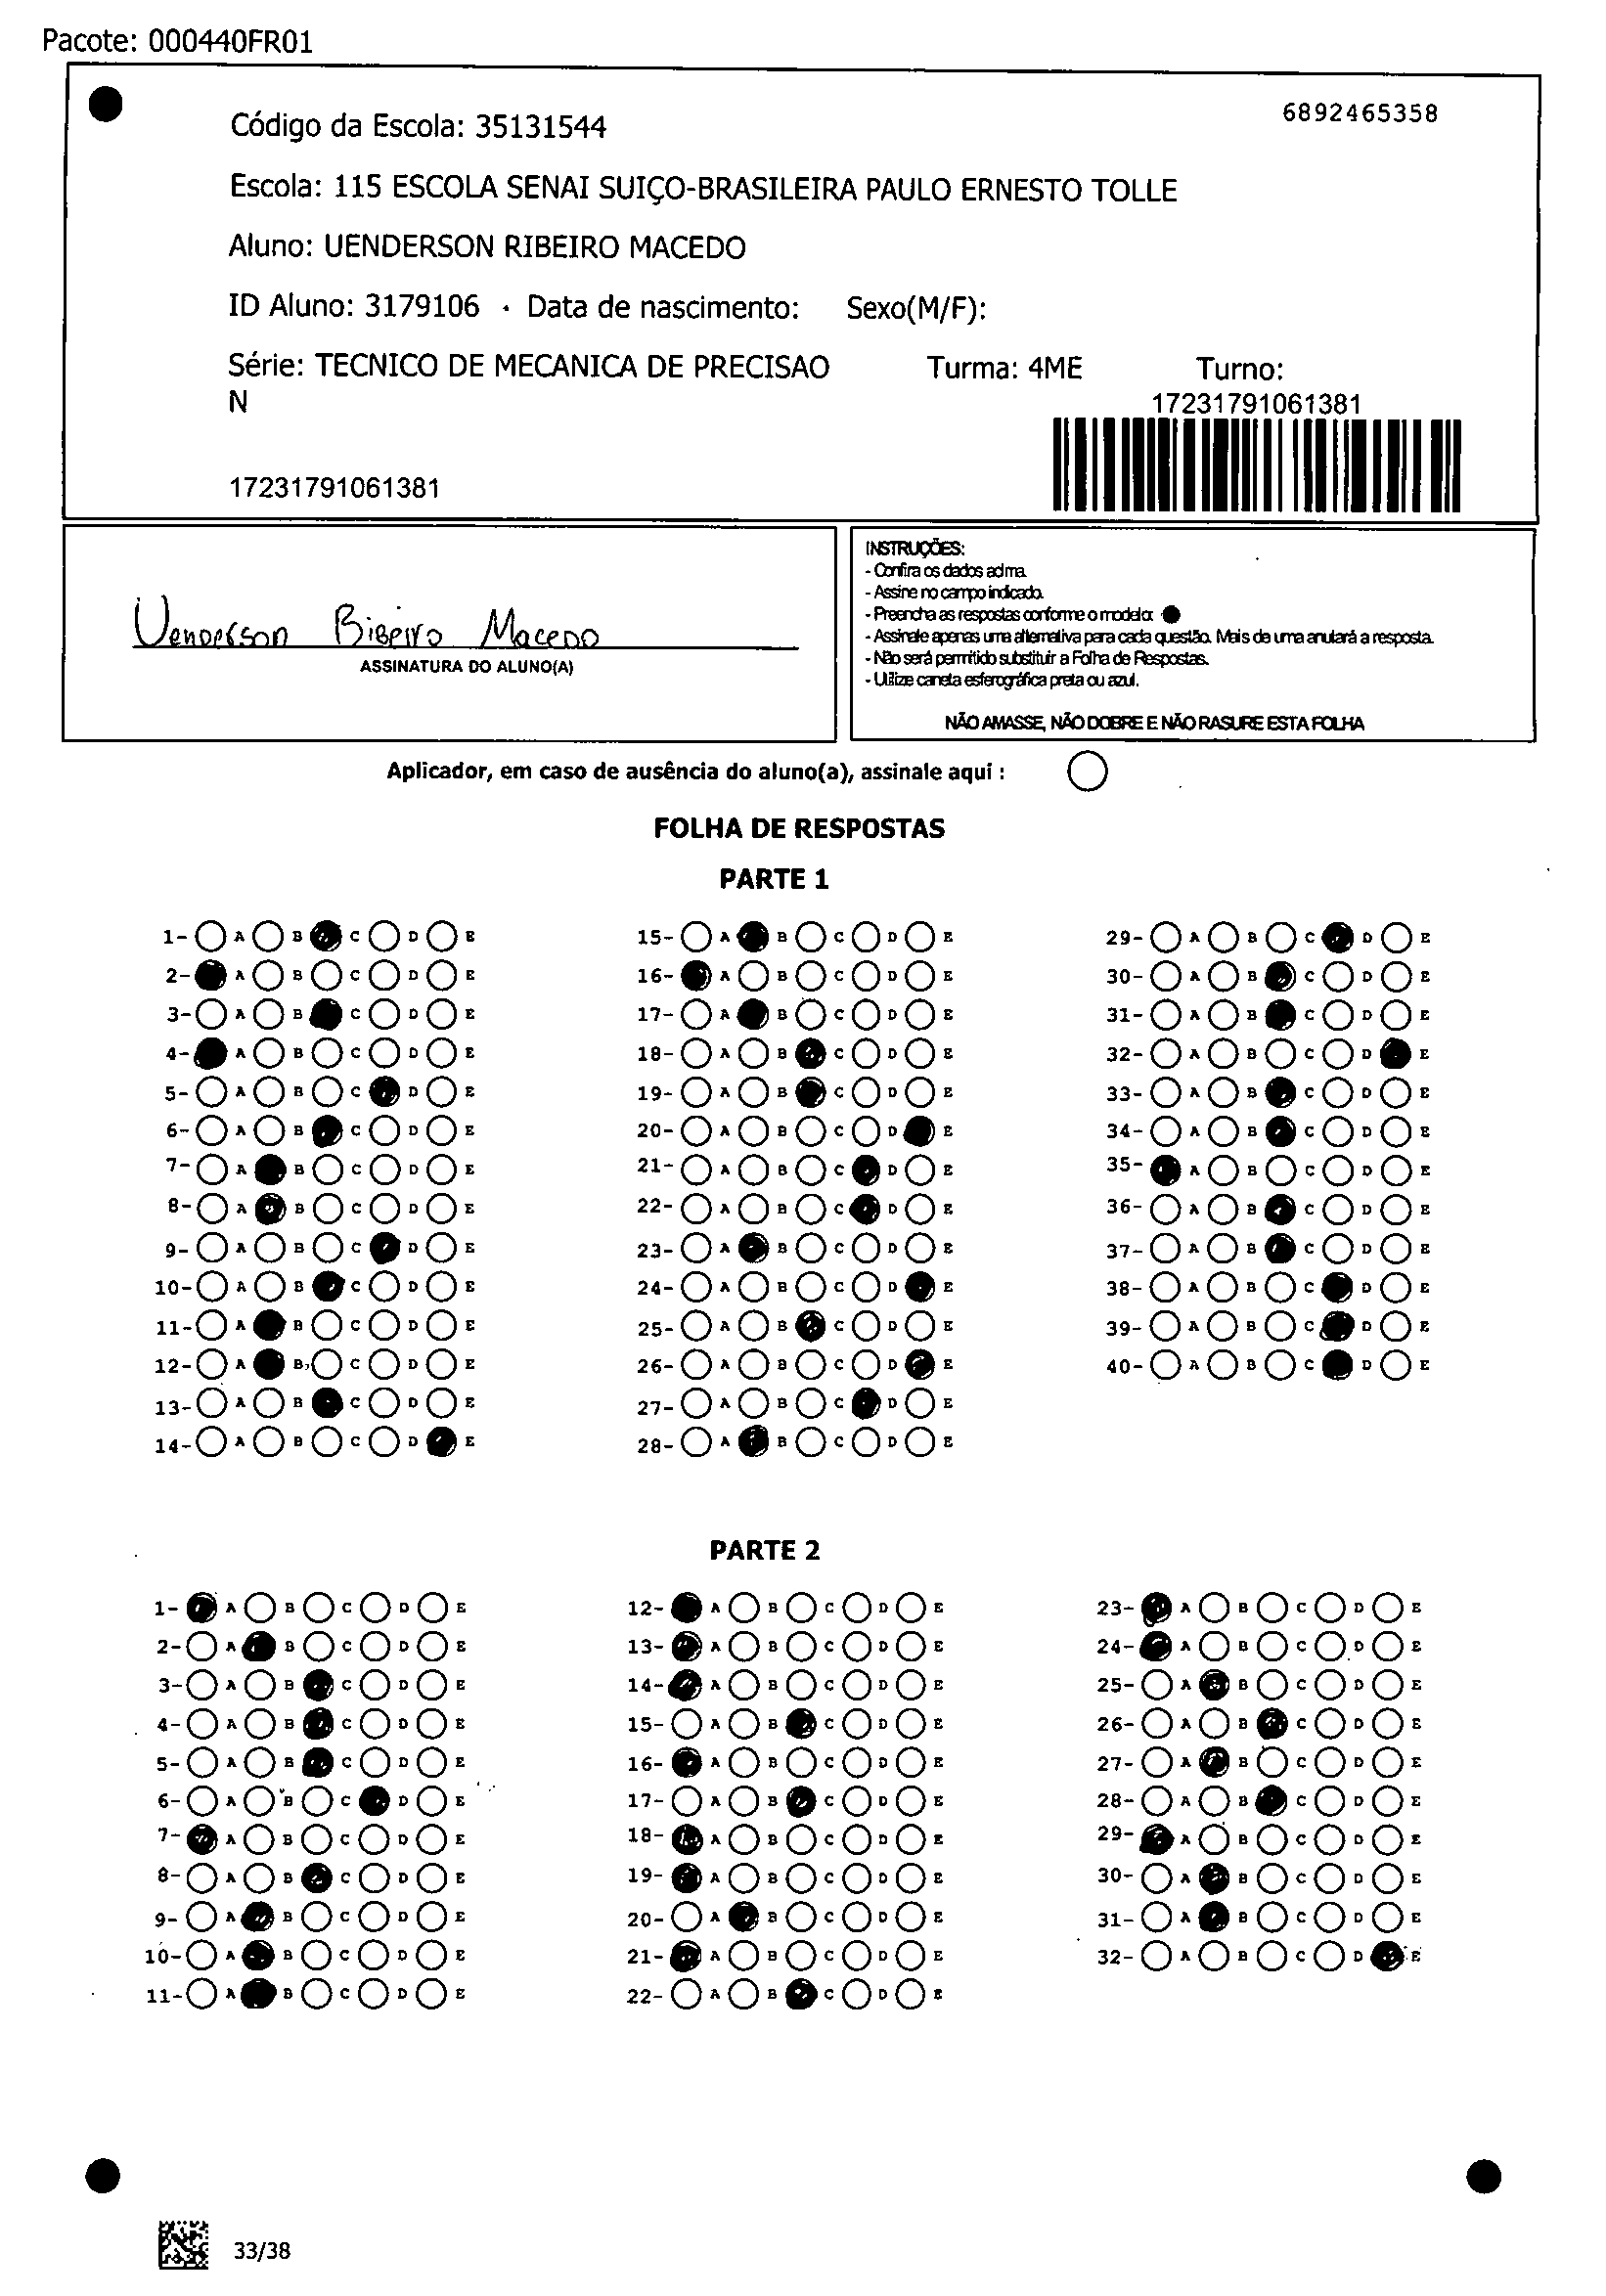 Pacote: 000440FR01
6892465358
Código da Escola: 35131544
Escola: 115 ESCOLA SENAI SUIÇO-BRASILEIRA PAULO ERNESTO TOLLE
Aluno: UENDERSON RIBEIRO MACEDO
ID Aluno: 3179106 · Data de nascimento: Sexo(M/F):
Série: TECNICO DE MECANICA DE PRECISAO Turma: 4ME Turno:
N
17231791061381
17231791061381
Uenderson Ribeiro Macedo
ASSINATURA DO ALUNO(A)
INSTRUÇÕES:
- Confira os dados acima.
- Assine no campo indicado.
- Preencha as respostas conforme o modelo:
- Assinale apenas uma alternativa para cada questão. Mais de uma anulará a resposta.
- Não será permitido substituir a Folha de Respostas.
- Utilize caneta esferográfica preta ou azul.
NÃO AMASSE, NÃO DOBRE E NÃO RASURE ESTA FOLHA
Aplicador, em caso de ausência do aluno(a), assinale aqui :
FOLHA DE RESPOSTAS
PARTE 1
1- A B C D E 15- A B C D E 29- A B C D E
2- A B C D E 16- A B C D E 30- A B C D E
3- A B C D E 17- A B C D E 31- A B C D E
4- A B C D E 18- A B C D E 32- A B C D E
5- A B C D E 19- A B C D E 33- A B C D E
6- A B C D E 20- A B C D E 34- A B C D E
7- A B C D E 21- A B C D E 35- A B C D E
8- A B C D E 22- A B C D E 36- A B C D E
9- A B C D E 23- A B C D E 37- A B C D E
10- A B C D E 24- A B C D E 38- A B C D E
11- A B C D E 25- A B C D E 39- A B C D E
12- A B C D E 26- A B C D E 40- A B C D E
13- A B C D E 27- A B C D E
14- A B C D E 28- A B C D E
PARTE 2
1- A B C D E 12- A B C D E 23- A B C D E
2- A B C D E 13- A B C D E 24- A B C D E
3- A B C D E 14- A B C D E 25- A B C D E
4- A B C D E 15- A B C D E 26- A B C D E
5- A B C D E 16- A B C D E 27- A B C D E
6- A B C D E 17- A B C D E 28- A B C D E
7- A B C D E 18- A B C D E 29- A B C D E
8- A B C D E 19- A B C D E 30- A B C D E
9- A B C D E 20- A B C D E 31- A B C D E
10- A B C D E 21- A B C D E 32- A B C D E
11- A B C D E 22- A B C D E
33/38